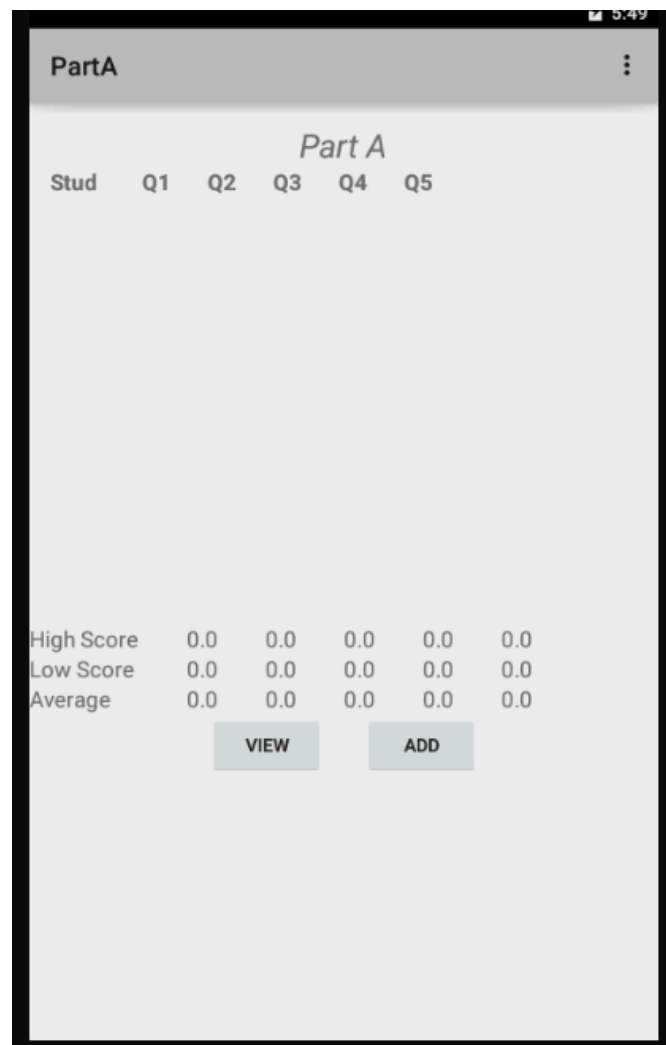 5:49
PartA
Part A
Stud Q1 Q2 Q3 Q4 Q5
High Score 0.0 0.0 0.0 0.0 0.0
Low Score 0.0 0.0 0.0 0.0 0.0
Average 0.0 0.0 0.0 0.0 0.0
VIEW ADD